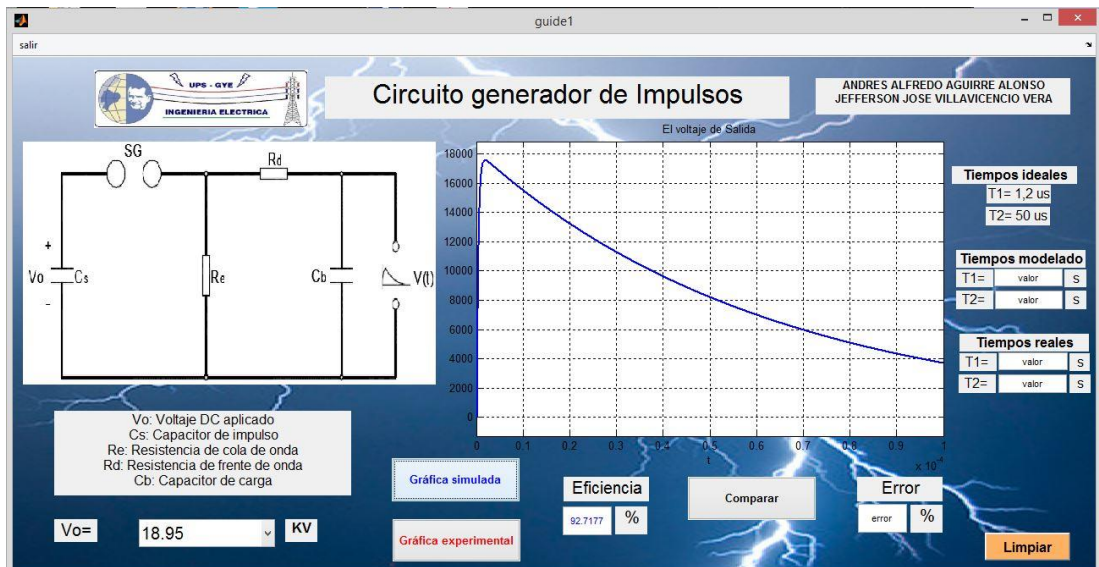 guide1
salir
UPS - GYE
INGENIERIA ELECTRICA
Circuito generador de Impulsos
ANDRES ALFREDO AGUIRRE ALONSO
JEFFERSON JOSE VILLAVICENCIO VERA
SG
Rd
+
Vo
Cs
-
Re
Cb
V(t)
El voltaje de Salida
18000
16000
14000
12000
10000
8000
6000
4000
2000
0
0 0.1 0.2 0.3 0.4 0.5 0.6 0.7 0.8 0.9 1
t
x 10^-4
Tiempos ideales
T1= 1,2 us
T2= 50 us
Tiempos modelado
T1= valor S
T2= valor S
Tiempos reales
T1= valor S
T2= valor S
Vo: Voltaje DC aplicado
Cs: Capacitor de impulso
Re: Resistencia de cola de onda
Rd: Resistencia de frente de onda
Cb: Capacitor de carga
Vo= 18.95 KV
Gráfica simulada
Gráfica experimental
Eficiencia
92.7177 %
Comparar
Error
error %
Limpiar